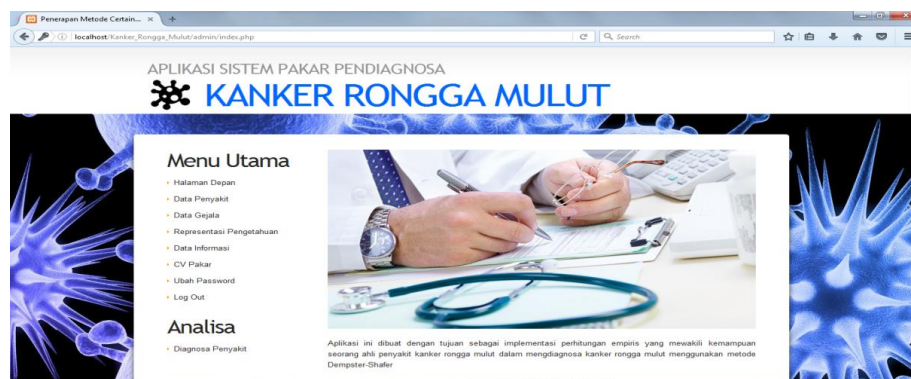 Penerapan Metode Certain...
localhost/Kanker_Rongga_Mulut/admin/index.php
Search
APLIKASI SISTEM PAKAR PENDIAGNOSA
KANKER RONGGA MULUT
Menu Utama
Halaman Depan
Data Penyakit
Data Gejala
Representasi Pengetahuan
Data Informasi
CV Pakar
Ubah Password
Log Out
Analisa
Diagnosa Penyakit
Aplikasi ini dibuat dengan tujuan sebagai implementasi perhitungan empiris yang mewakili kemampuan
seorang ahli penyakit kanker rongga mulut dalam mengdiagnosa kanker rongga mulut menggunakan metode
Dempster-Shafer